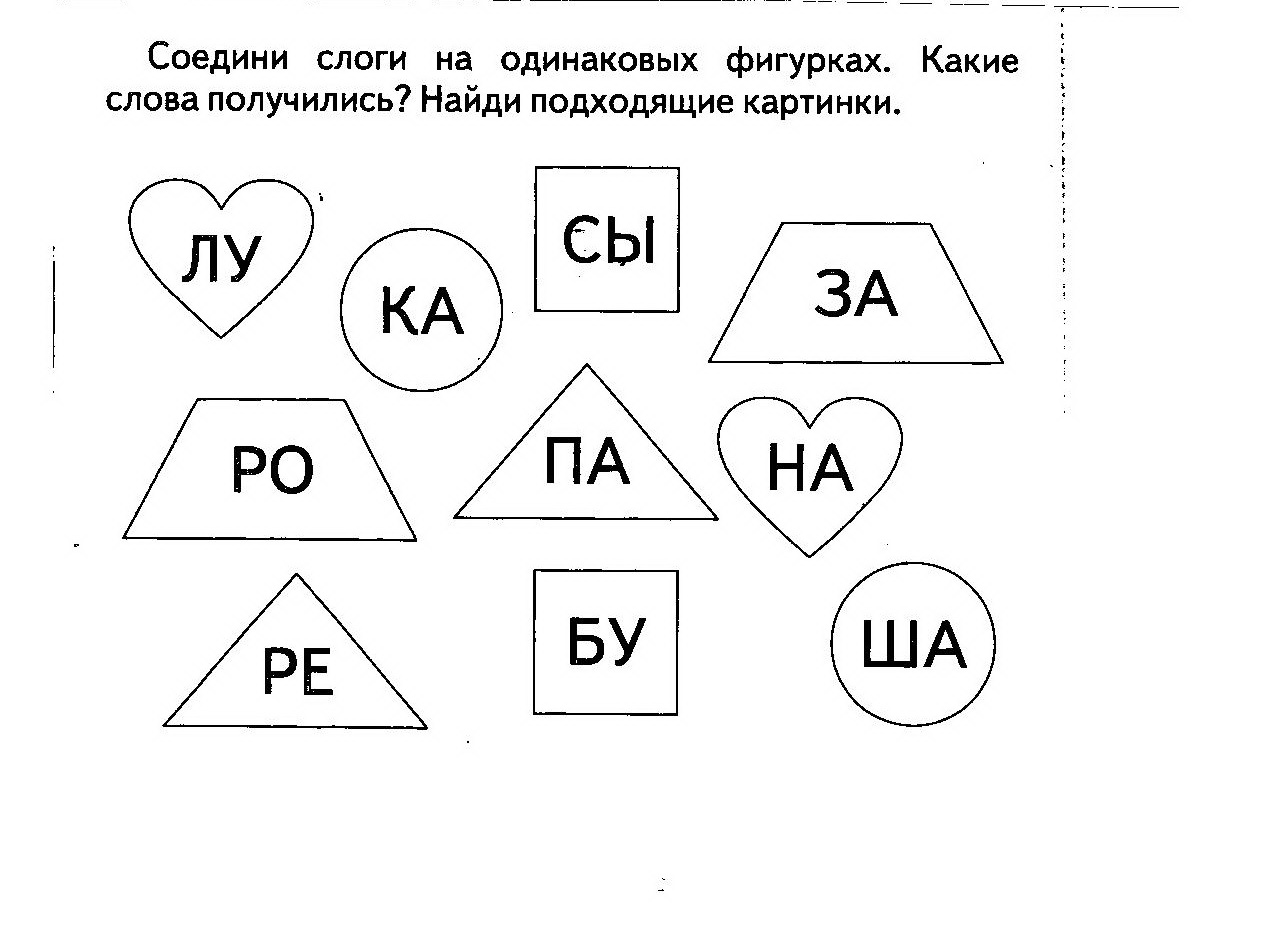 Соедини слоги на одинаковых фигурках. Какие
слова получились? Найди подходящие картинки.
ЛУ
КА
СЫ
ЗА
РО
ПА
НА
РЕ
БУ
ША